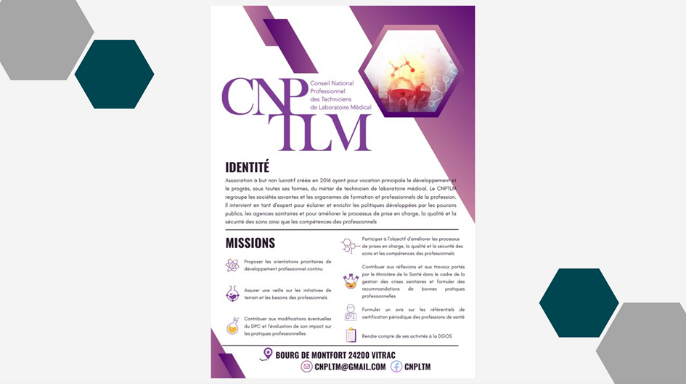 CNP
TLM
Conseil National
Professionnel
des Techniciens
de Laboratoire Médical
IDENTITÉ
Association à but non lucratif créée en 2016 ayant pour vocation principale le développement et
le progrès, sous toutes ses formes, du métier de technicien de laboratoire médical. Le CNPTLM
regroupe les sociétés savantes et les organismes de formation et professionnels de la profession.
Il intervient en tant d'expert pour éclairer et enrichir les politiques développées par les pouvoirs
publics, les agences sanitaires et pour améliorer le processus de prise en charge, la qualité et la
sécurité des soins ainsi que les compétences des professionnels
MISSIONS
Proposer les orientations prioritaires de
développement professionnel continu
Assurer une veille sur les initiatives de
terrain et les besoins des professionnels
Contribuer aux modifications éventuelles
du DPC et l'évaluation de son impact sur
les pratiques professionnelles
Participer à l'objectif d'améliorer les processus
de prises en charge, la qualité et la sécurité des
soins et les compétences des professionnels
Contribuer aux réflexions et aux travaux portés
par le Ministère de la Santé dans le cadre de la
gestion des crises sanitaires et formuler des
recommandations de bonnes pratiques
professionnelles
Formuler un avis sur les référentiels de
certification périodique des professions de santé
Rendre compte de ses activités à la DGOS
BOURG DE MONTFORT 24200 VITRAC
CNPLTM@GMAIL.COM CNPLTM